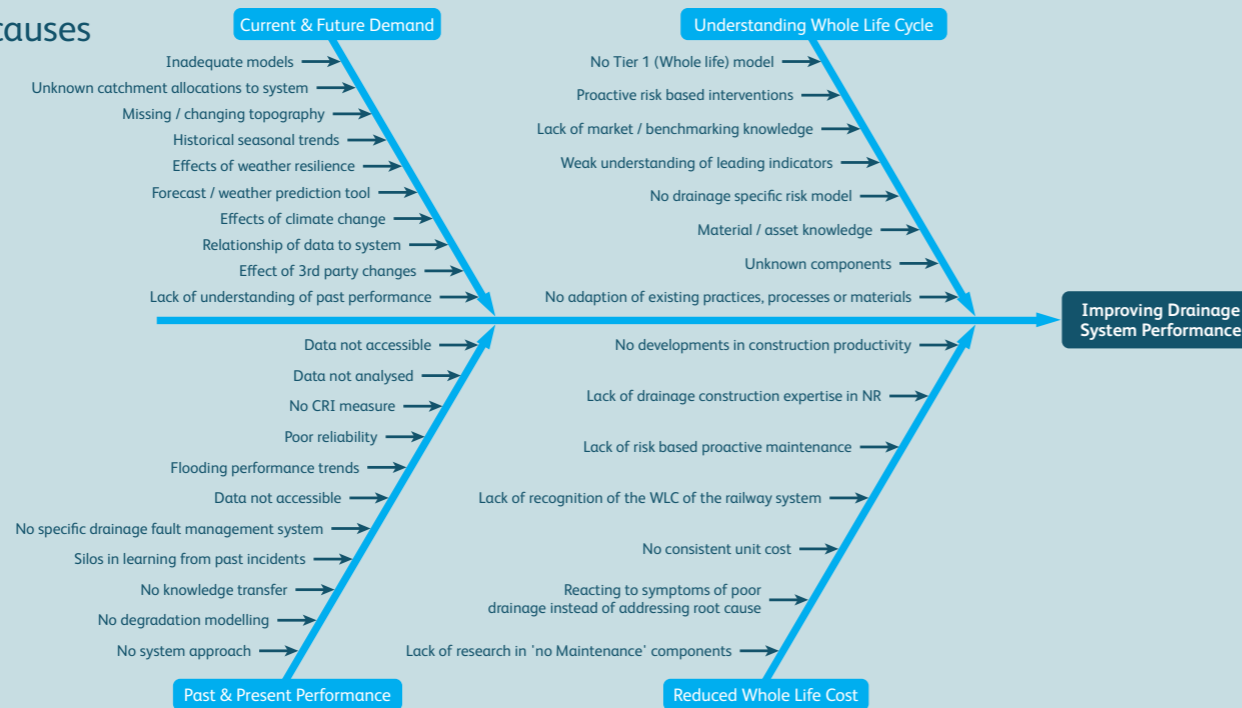 causes
Current & Future Demand
Inadequate models
Unknown catchment allocations to system
Missing / changing topography
Historical seasonal trends
Effects of weather resilience
Forecast / weather prediction tool
Effects of climate change
Relationship of data to system
Effect of 3rd party changes
Lack of understanding of past performance
Understanding Whole Life Cycle
No Tier 1 (Whole life) model
Proactive risk based interventions
Lack of market / benchmarking knowledge
Weak understanding of leading indicators
No drainage specific risk model
Material / asset knowledge
Unknown components
No adaption of existing practices, processes or materials
Improving Drainage
System Performance
Data not accessible
Data not analysed
No CRI measure
Poor reliability
Flooding performance trends
Data not accessible
No specific drainage fault management system
Silos in learning from past incidents
No knowledge transfer
No degradation modelling
No system approach
Past & Present Performance
No developments in construction productivity
Lack of drainage construction expertise in NR
Lack of risk based proactive maintenance
Lack of recognition of the WLC of the railway system
No consistent unit cost
Reacting to symptoms of poor
drainage instead of addressing root cause
Lack of research in 'no Maintenance' components
Reduced Whole Life Cost